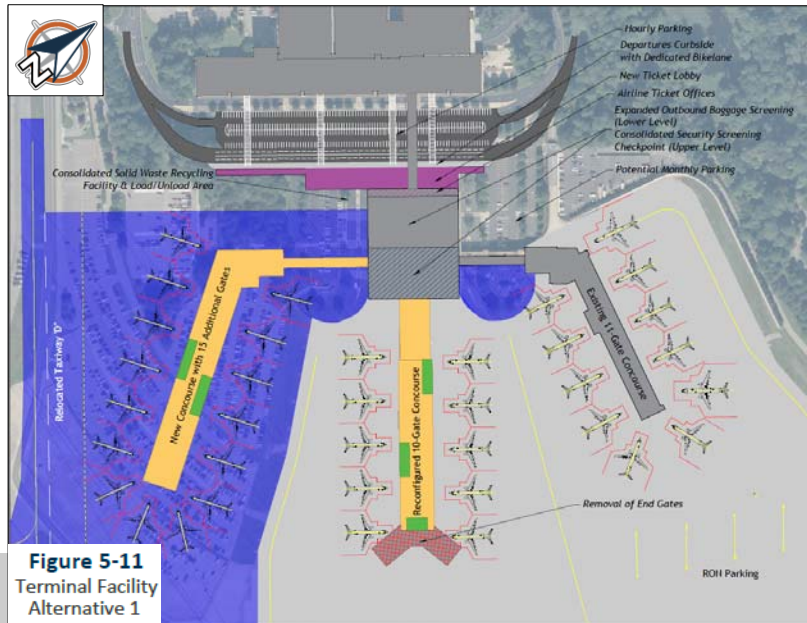 Hourly Parking
Departures Curbside
with Dedicated Bikelane
New Ticket Lobby
Airline Ticket Offices
Expanded Outbound Baggage Screening
(Lower Level)
Consolidated Security Screening
Checkpoint (Upper Level)
Consolidated Solid Waste Recycling
Facility & Load/Unload Area
Potential Monthly Parking
Relocated Taxiway 'D'
New Concourse with 15 Additional Gates
Reconfigured 10-Gate Concourse
Existing 11-Gate Concourse
Removal of End Gates
RON Parking
Figure 5-11
Terminal Facility
Alternative 1